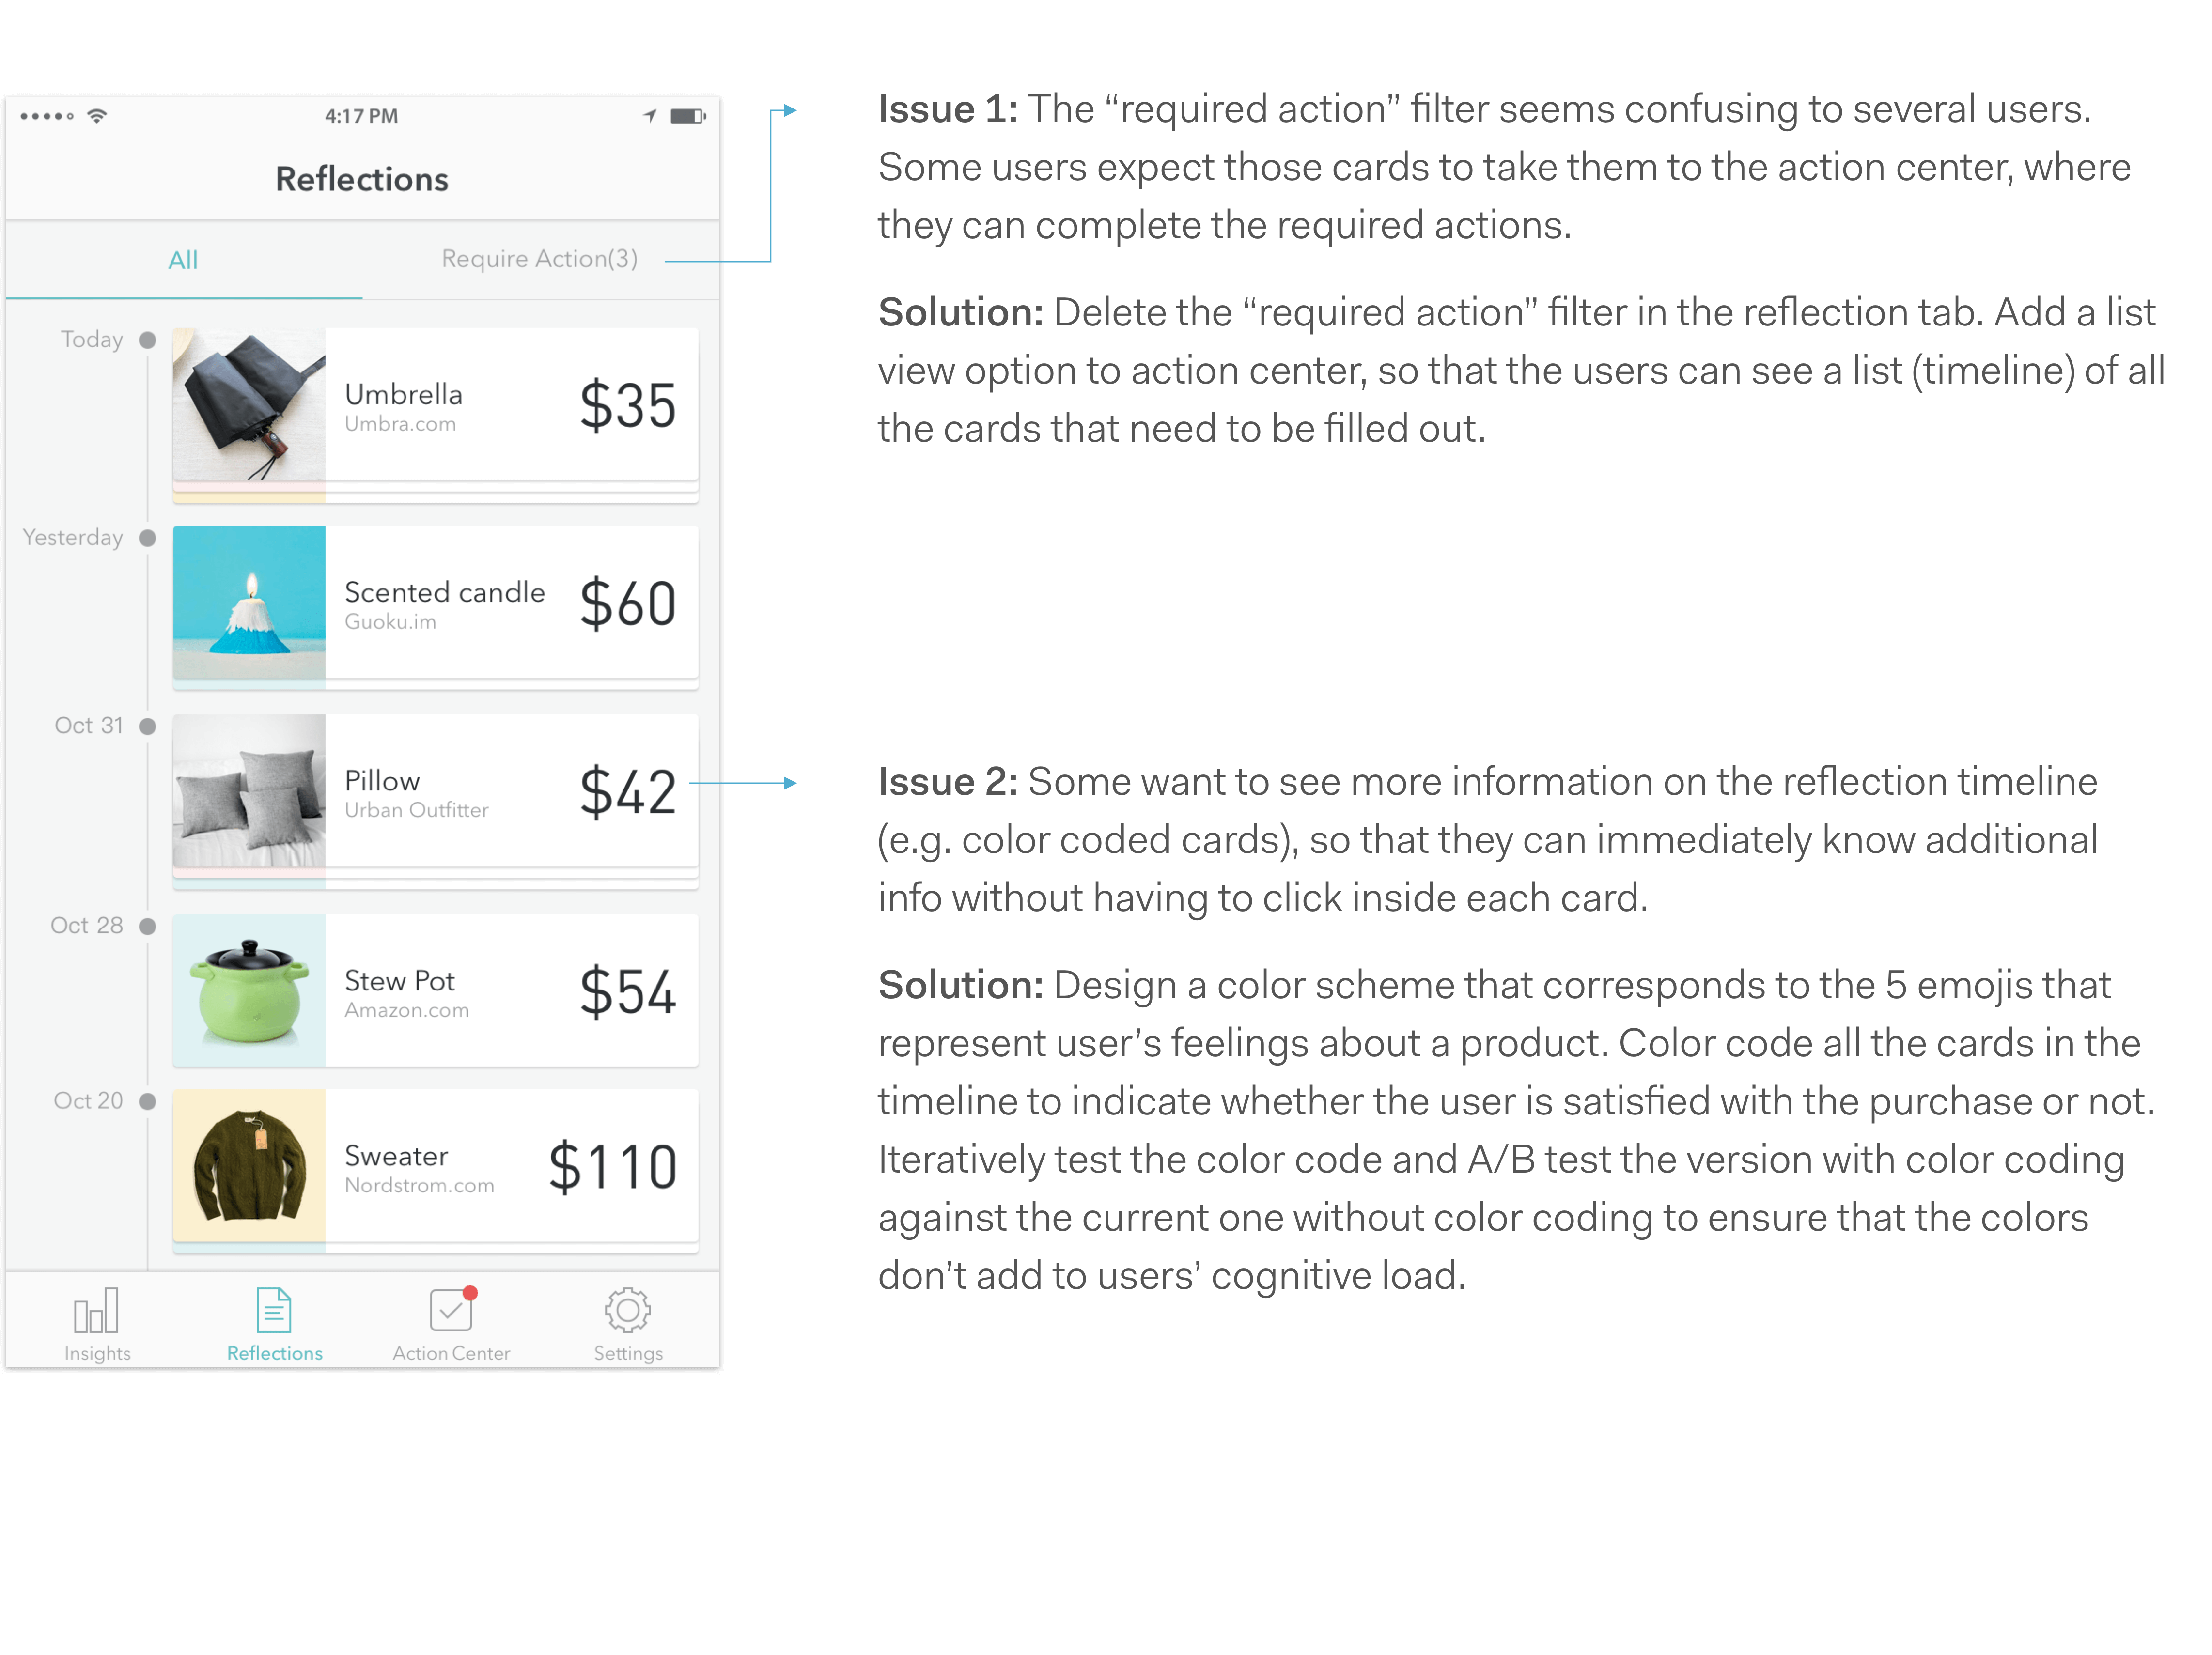 4:17 PM
Reflections
All
Require Action(3)
Today
Umbrella
Umbra.com
$35
Yesterday
Scented candle
Guoku.im
$60
Oct 31
Pillow
Urban Outfitter
$42
Oct 28
Stew Pot
Amazon.com
$54
Oct 20
Sweater
Nordstrom.com
$110
Insights
Reflections
Action Center
Settings
Issue 1: The “required action” filter seems confusing to several users.
Some users expect those cards to take them to the action center, where
they can complete the required actions.
Solution: Delete the “required action” filter in the reflection tab. Add a list
view option to action center, so that the users can see a list (timeline) of all
the cards that need to be filled out.
Issue 2: Some want to see more information on the reflection timeline
(e.g. color coded cards), so that they can immediately know additional
info without having to click inside each card.
Solution: Design a color scheme that corresponds to the 5 emojis that
represent user’s feelings about a product. Color code all the cards in the
timeline to indicate whether the user is satisfied with the purchase or not.
Iteratively test the color code and A/B test the version with color coding
against the current one without color coding to ensure that the colors
don’t add to users’ cognitive load.